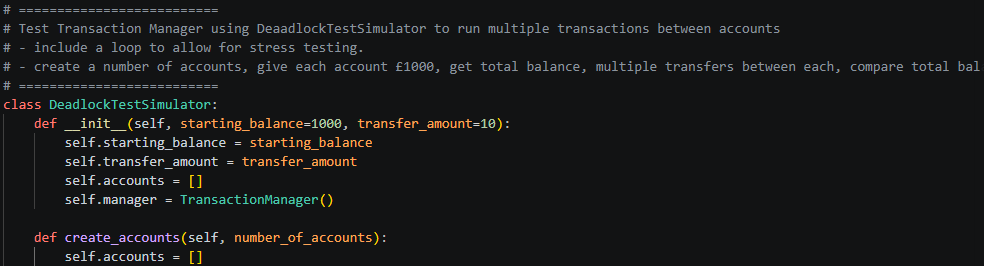 # ==========================
# Test Transaction Manager using DeaadlockTestSimulator to run multiple transactions between accounts
# - include a loop to allow for stress testing.
# - create a number of accounts, give each account £1000, get total balance, multiple transfers between each, compare total bal
# ==========================
class DeadlockTestSimulator:
    def __init__(self, starting_balance=1000, transfer_amount=10):
        self.starting_balance = starting_balance
        self.transfer_amount = transfer_amount
        self.accounts = []
        self.manager = TransactionManager()
    def create_accounts(self, number_of_accounts):
        self.accounts = []